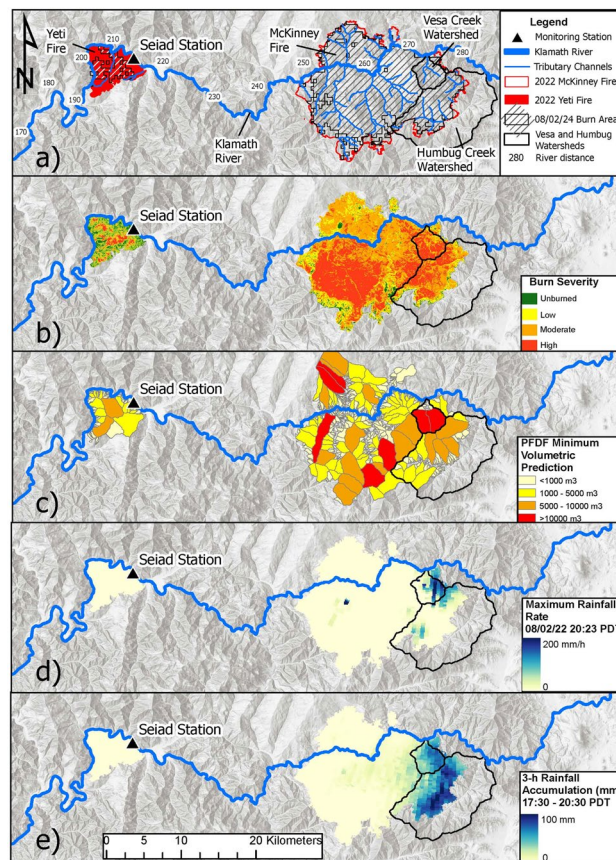 Yeti
Fire
210
200
190
180
170
Seiad Station
220
230
240
250
Klamath
River
McKinney
Fire
260
270
280
Vesa Creek
Watershed
Humbug Creek
Watershed
N
a)
Legend
Monitoring Station
Klamath River
Tributary Channels
2022 McKinney Fire
2022 Yeti Fire
08/02/24 Burn Area
Vesa and Humbug
Watersheds
280 River distance
Seiad Station
b)
Burn Severity
Unburned
Low
Moderate
High
Seiad Station
c)
PFDF Minimum
Volumetric
Prediction
<1000 m3
1000 - 5000 m3
5000 - 10000 m3
>10000 m3
Seiad Station
d)
Maximum Rainfall
Rate
08/02/22 20:23 PDT
200 mm/h
0
Seiad Station
e)
3-h Rainfall
Accumulation (mm)
17:30 - 20:30 PDT
100 mm
0
0 5 10 20 Kilometers